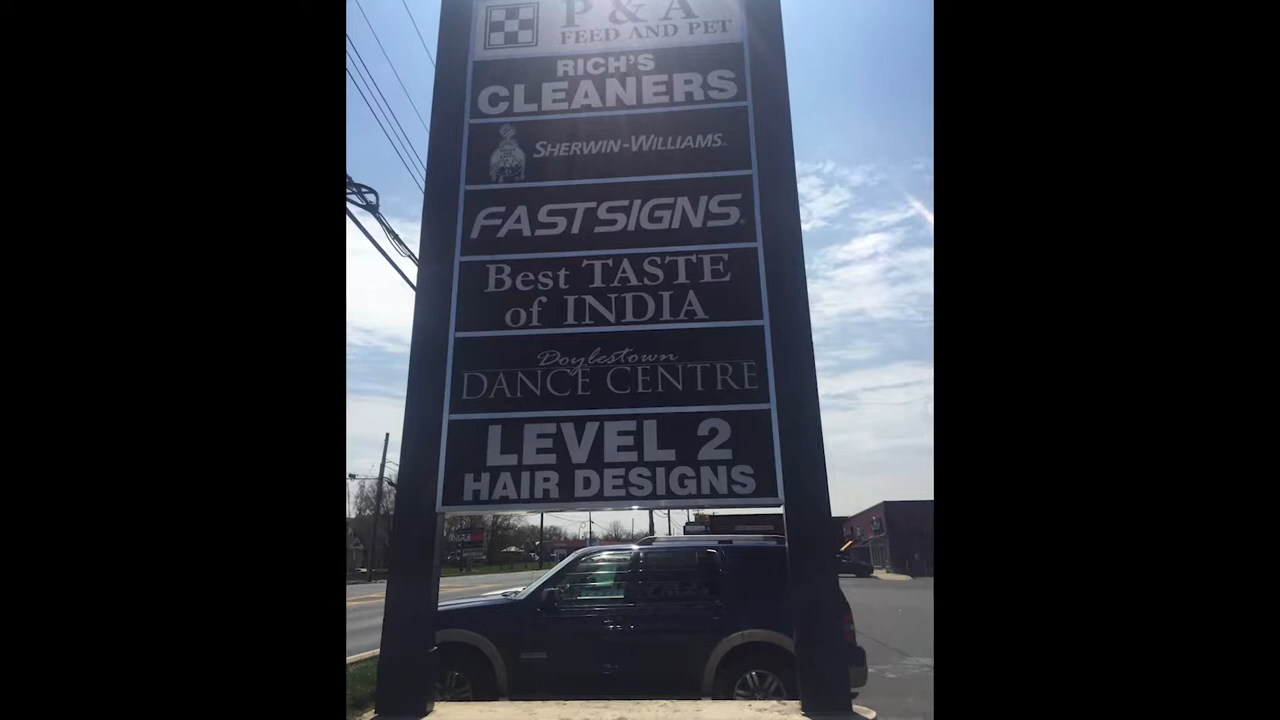 P & A
FEED AND PET
RICH'S
CLEANERS
SHERWIN-WILLIAMS.
FASTSIGNS®
Best TASTE
of INDIA
Doylestown
DANCE CENTRE
LEVEL 2
HAIR DESIGNS